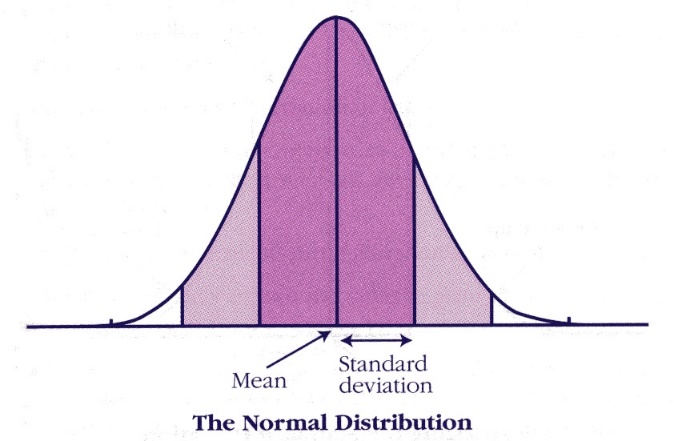 Mean
Standard
deviation
The Normal Distribution